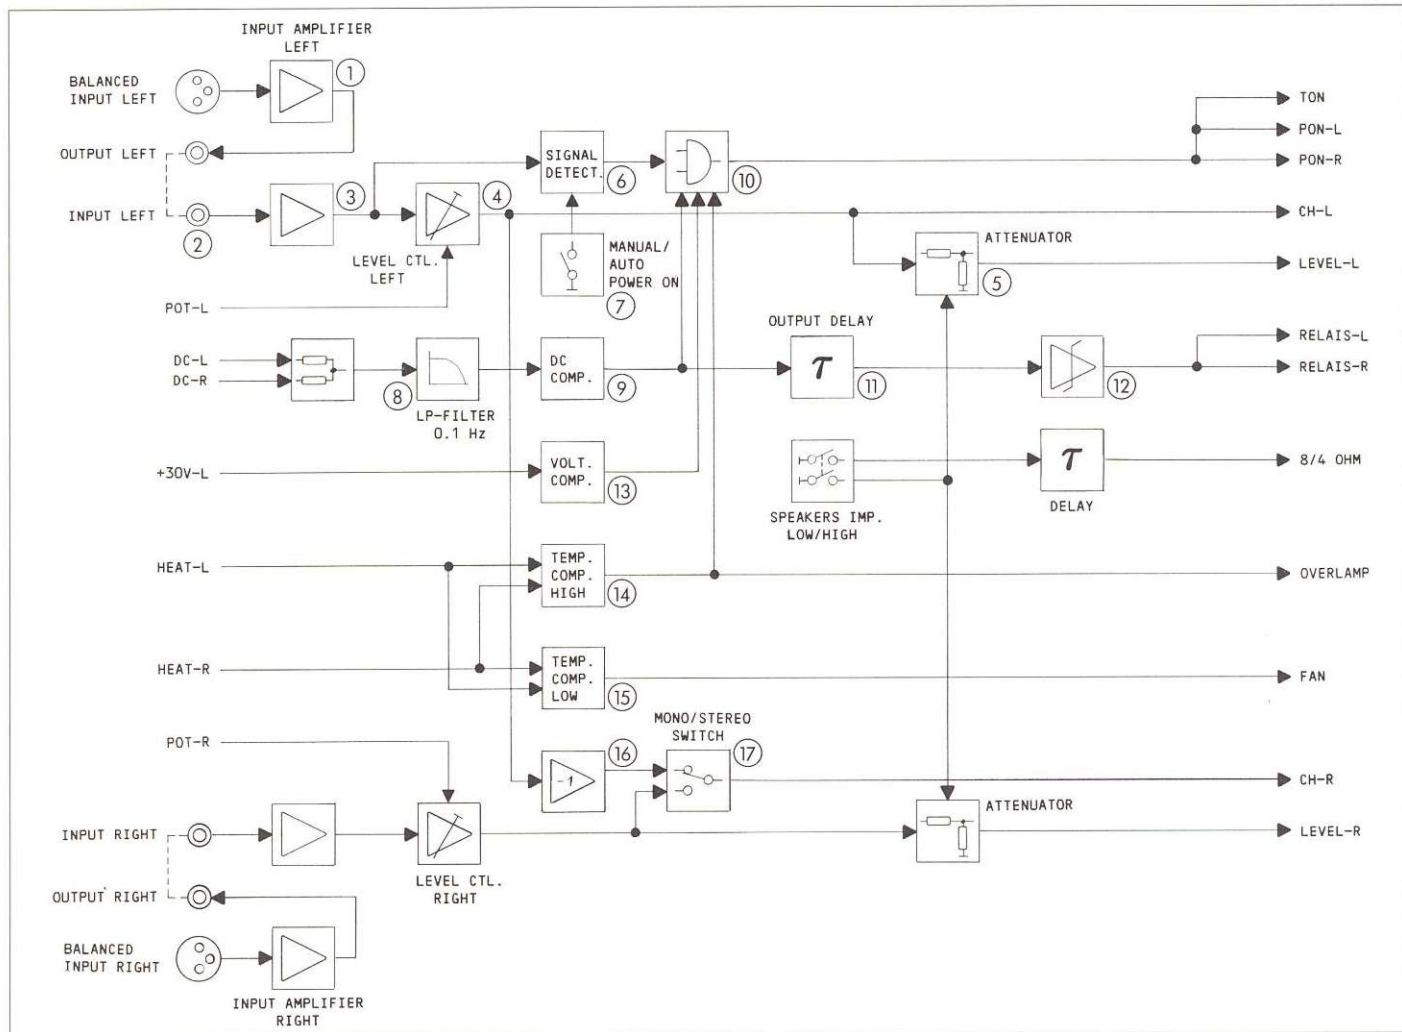 INPUT AMPLIFIER
LEFT
1
BALANCED
INPUT LEFT
OUTPUT LEFT
INPUT LEFT
2
3
4
LEVEL CTL.
LEFT
SIGNAL
DETECT.
6
10
MANUAL/
AUTO
POWER ON
7
TON
PON-L
PON-R
CH-L
ATTENUATOR
5
LEVEL-L
POT-L
DC-L
DC-R
8
LP-FILTER
0.1 Hz
DC
COMP.
9
OUTPUT DELAY
τ
11
12
RELAIS-L
RELAIS-R
+30V-L
VOLT.
COMP.
13
SPEAKERS IMP.
LOW/HIGH
τ
DELAY
8/4 OHM
HEAT-L
TEMP.
COMP.
HIGH
14
OVERLAMP
HEAT-R
TEMP.
COMP.
LOW
15
FAN
POT-R
-1
16
MONO/STEREO
SWITCH
17
CH-R
INPUT RIGHT
LEVEL CTL.
RIGHT
ATTENUATOR
LEVEL-R
OUTPUT RIGHT
BALANCED
INPUT RIGHT
INPUT AMPLIFIER
RIGHT